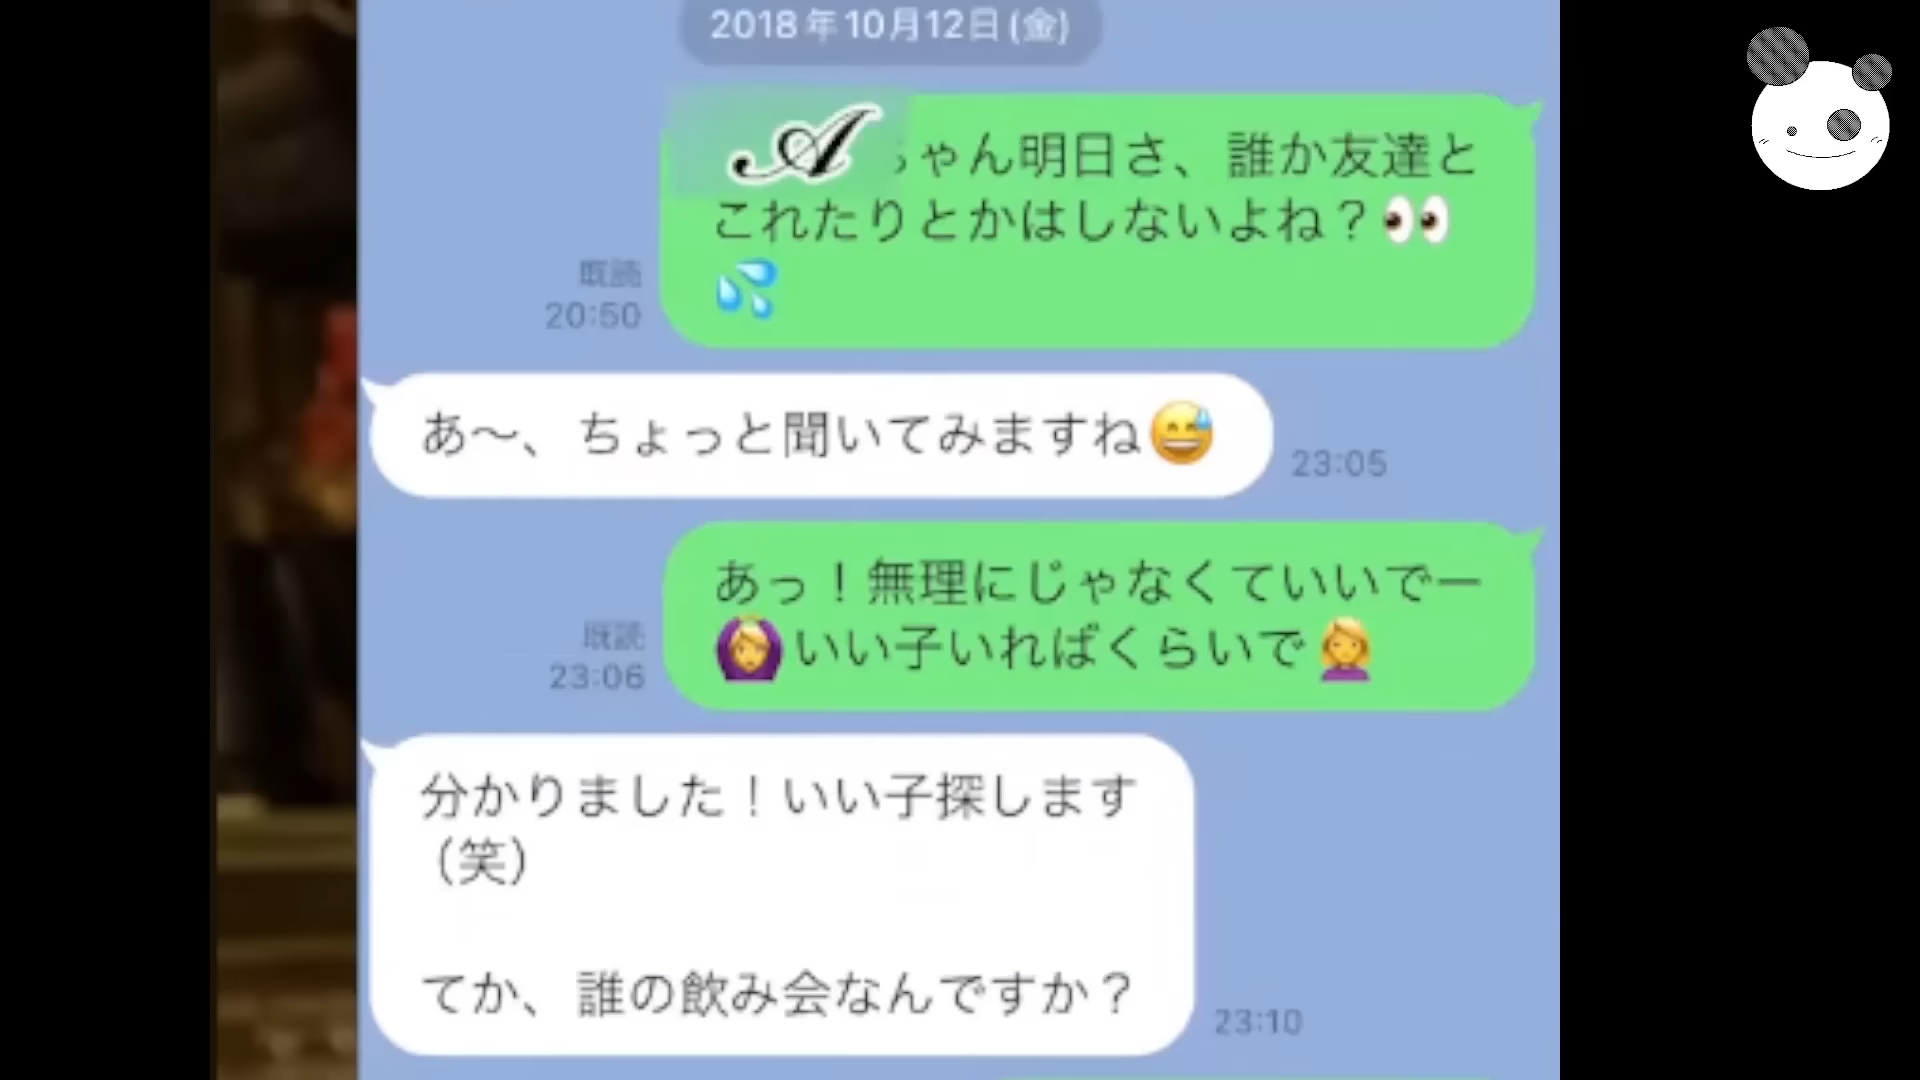 2018年10月12日(金)
Aちゃん明日さ、誰か友達と
これたりとかはしないよね？👀
💦
既読
20:50
あ〜、ちょっと聞いてみますね😅
23:05
あっ！無理にじゃなくていいでー
🙆‍♀️いい子いればくらいで🙎‍♀️
既読
23:06
分かりました！いい子探します
（笑）
てか、誰の飲み会なんですか？
23:10